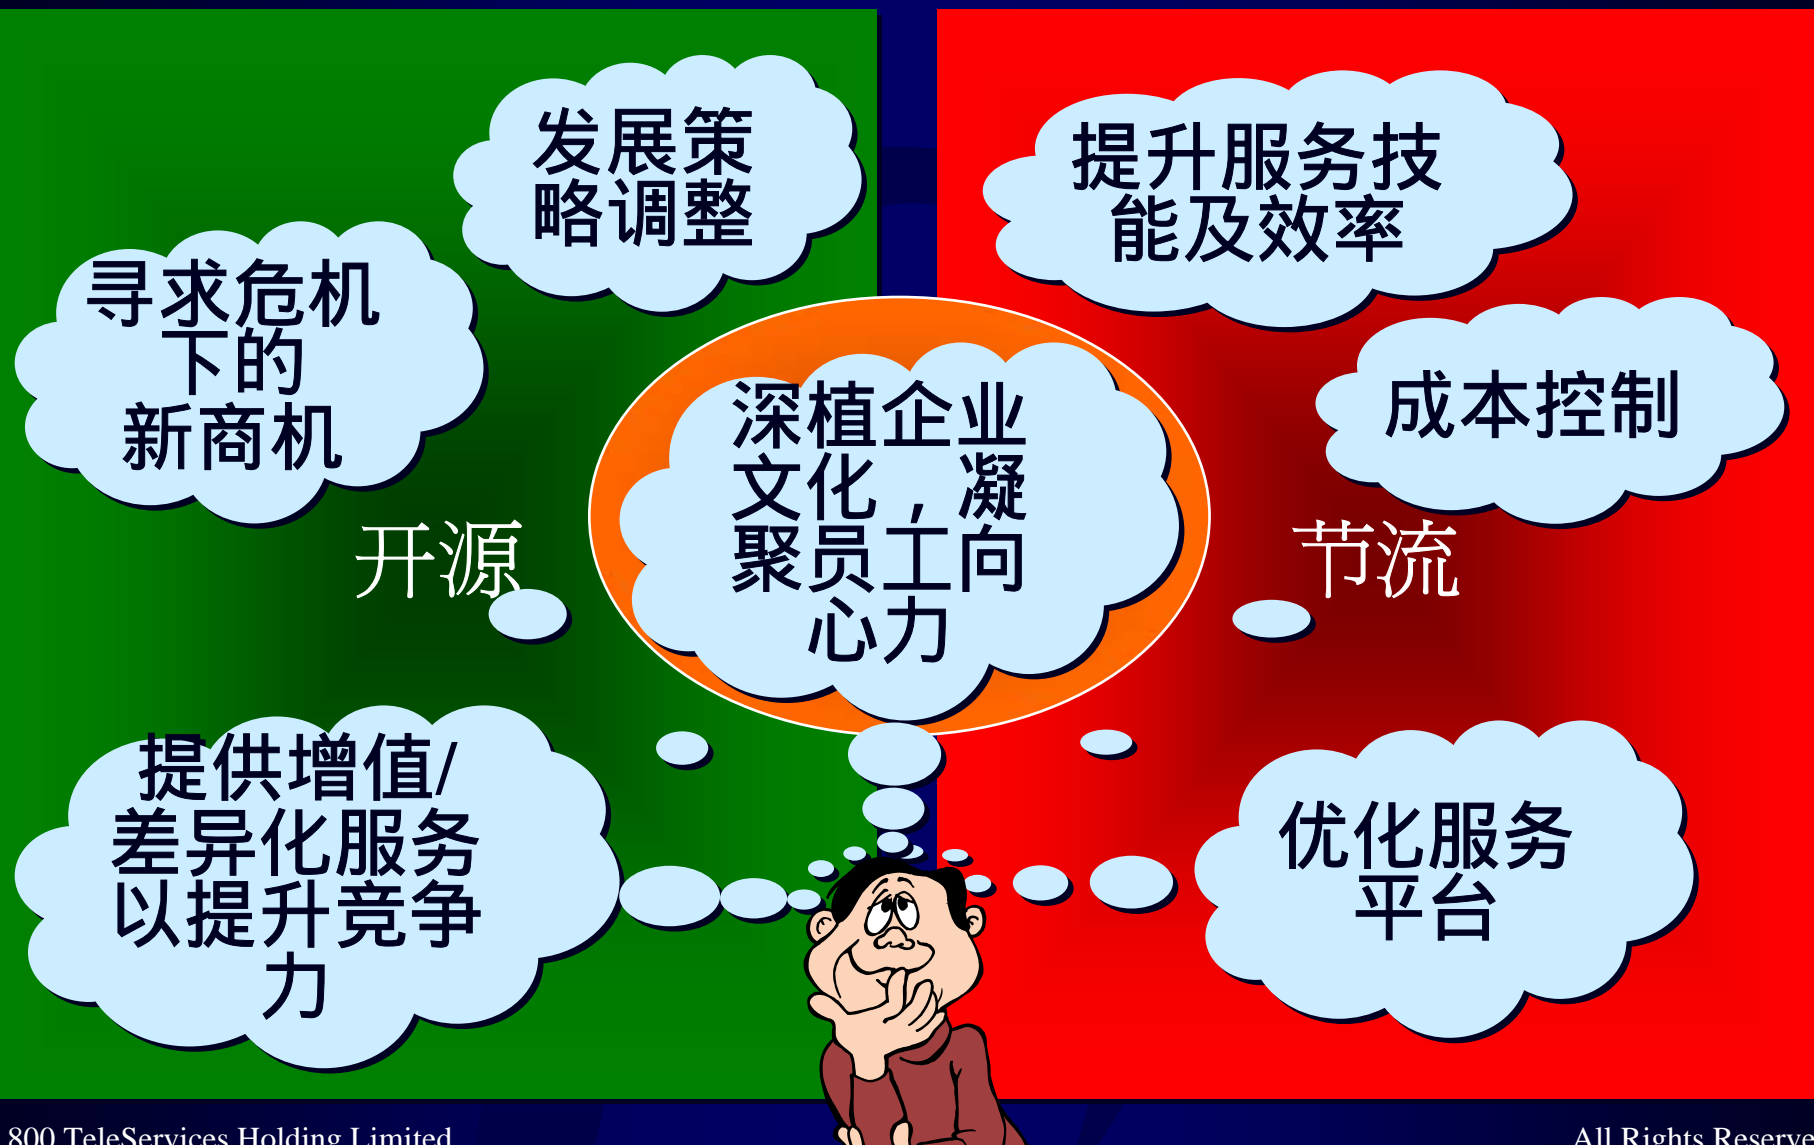 发展策
略调整
提升服务技
能及效率
寻求危机
下的
新商机
成本控制
深植企业
文化，凝
聚员工向
心力
开源
节流
提供增值/
差异化服务
以提升竞争
力
优化服务
平台
800 TeleServices Holding Limited
All Rights Reserve